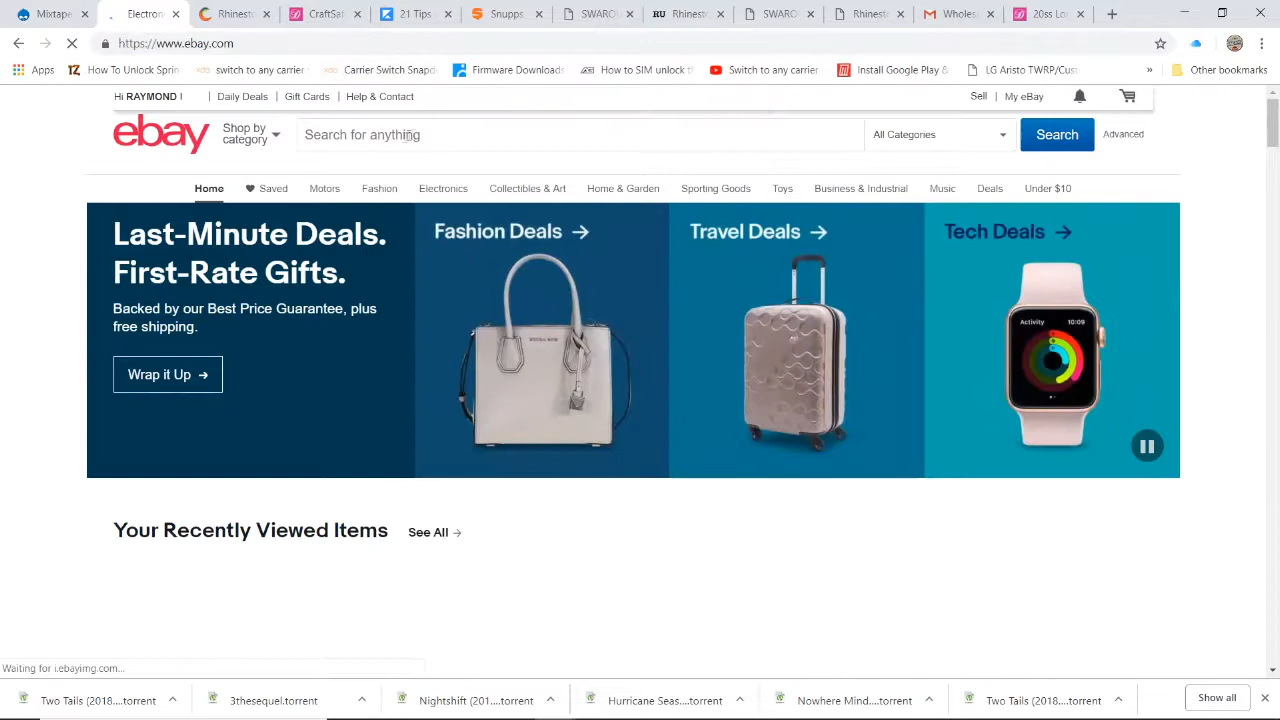 Mixtape
Electron
Rhinest
CraftSat
21 Tips
Snupps
SWARO
RU Rhinest
SWARO
Rhinest
Wholes
20ss Lo
https://www.ebay.com
Apps
How To Unlock Sprin
switch to any carrier
Carrier Switch Snapd
Firmware Downloads
How to SIM unlock t
Switch to any carrier
Install Google Play &
LG Aristo TWRP/Cust
»
Other bookmarks
Hi RAYMOND !
Daily Deals
Gift Cards
Help & Contact
Sell
My eBay
ebay
Shop by
category
Search for anything
All Categories
Search
Advanced
Home
Saved
Motors
Fashion
Electronics
Collectibles & Art
Home & Garden
Sporting Goods
Toys
Business & Industrial
Music
Deals
Under $10
Last-Minute Deals.
First-Rate Gifts.
Backed by our Best Price Guarantee, plus
free shipping.
Wrap it Up →
Fashion Deals →
Travel Deals →
Tech Deals →
Activity 10:09
Your Recently Viewed Items
See All →
Waiting for i.ebayimg.com...
Two Tails (2018....torrent
3thesequel.torrent
Nightshift (201....torrent
Hurricane Seas....torrent
Nowhere Mind....torrent
Two Tails (2018....torrent
Show all